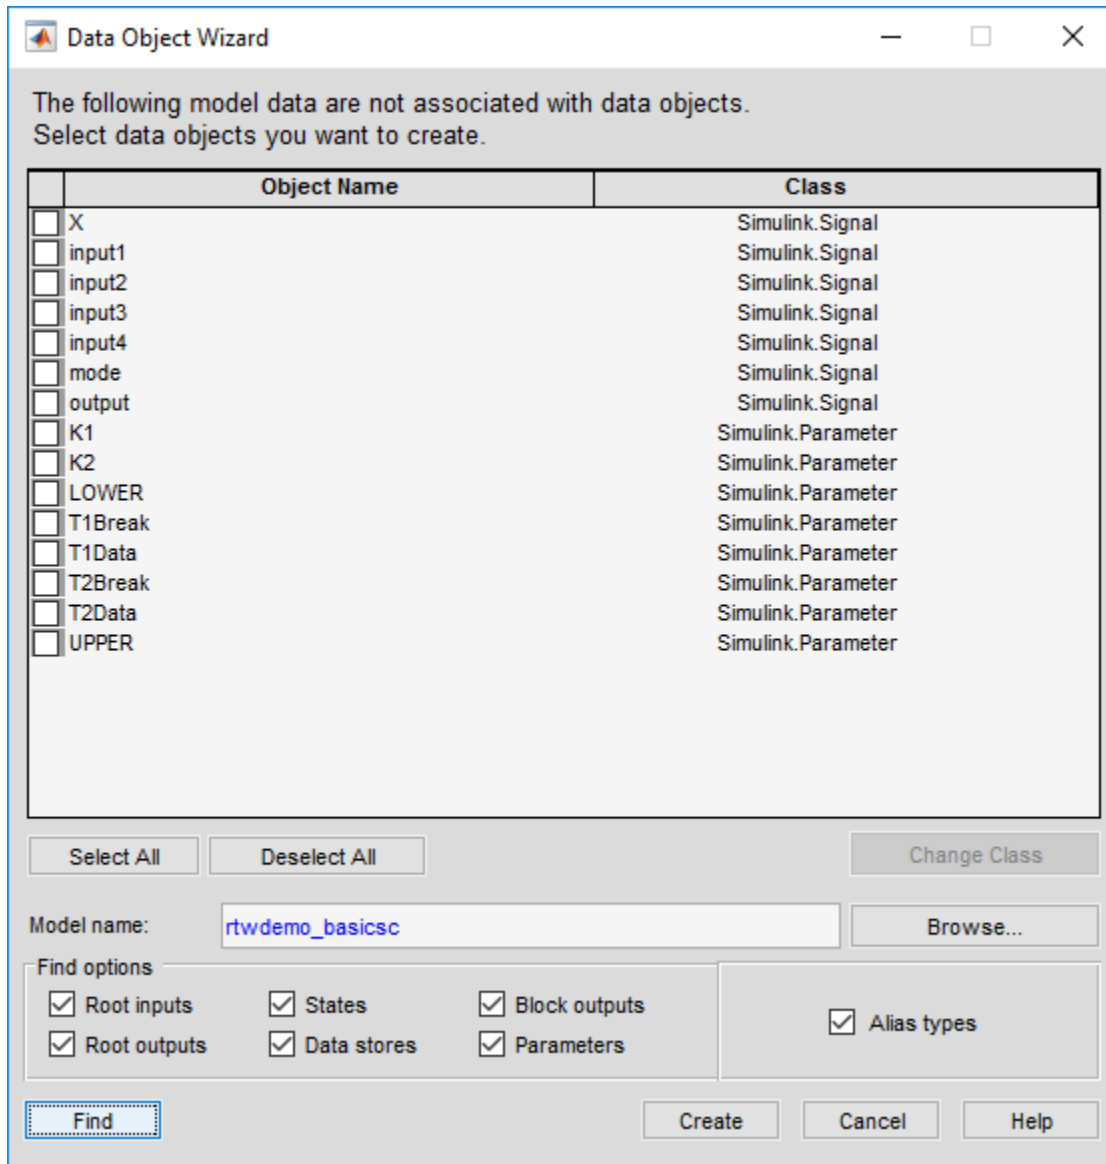 Data Object Wizard
The following model data are not associated with data objects.
Select data objects you want to create.
Object Name Class
X Simulink.Signal
input1 Simulink.Signal
input2 Simulink.Signal
input3 Simulink.Signal
input4 Simulink.Signal
mode Simulink.Signal
output Simulink.Signal
K1 Simulink.Parameter
K2 Simulink.Parameter
LOWER Simulink.Parameter
T1Break Simulink.Parameter
T1Data Simulink.Parameter
T2Break Simulink.Parameter
T2Data Simulink.Parameter
UPPER Simulink.Parameter
Select All Deselect All Change Class
Model name: rtwdemo_basicsc Browse...
Find options
Root inputs States Block outputs Alias types
Root outputs Data stores Parameters
Find Create Cancel Help